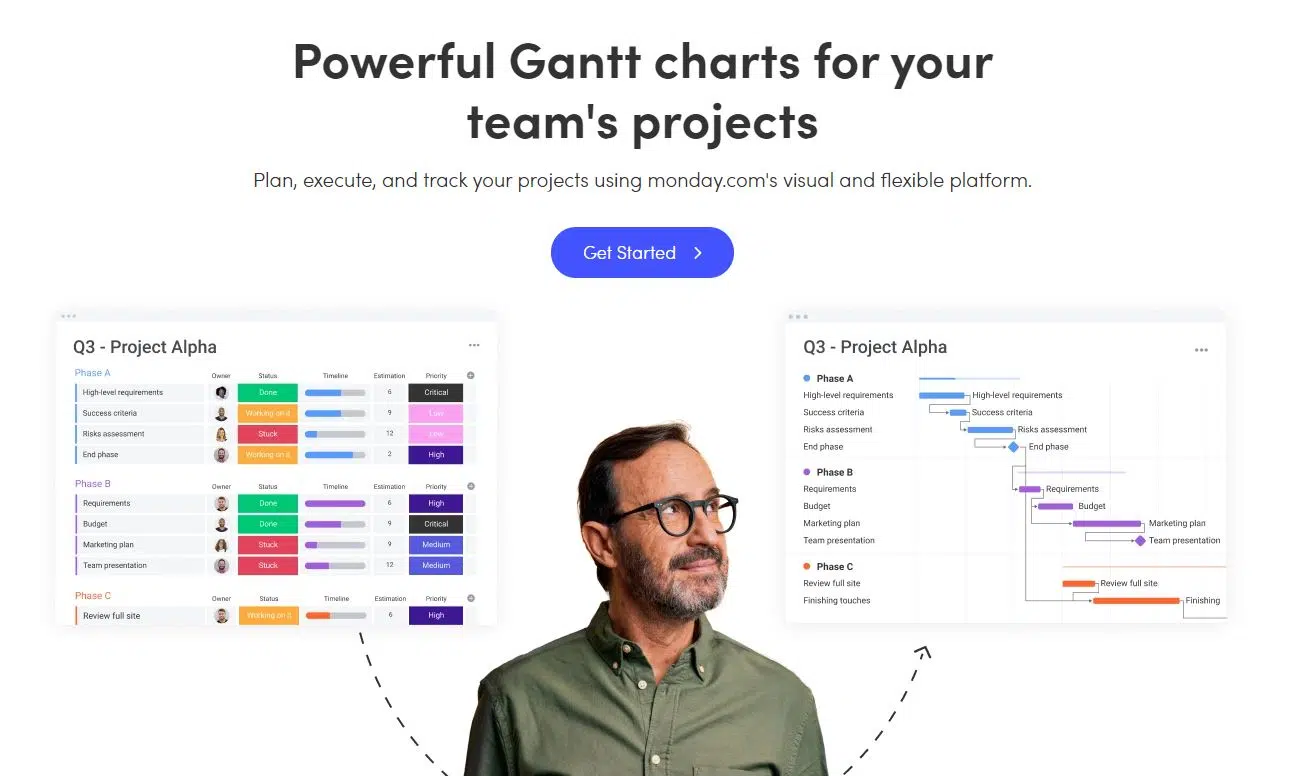 Powerful Gantt charts for your
team's projects
Plan, execute, and track your projects using monday.com's visual and flexible platform.
Get Started
Q3 - Project Alpha
Phase A Owner Status Timeline Estimation Priority
High-level requirements Done 6 Critical
Success criteria Working on it 9 Low
Risks assessment Stuck 12 Low
End phase Working on it 2 High
Phase B Owner Status Timeline Estimation Priority
Requirements Done 6 High
Budget Done 9 Critical
Marketing plan Stuck 9 Medium
Team presentation Stuck 12 Medium
Phase C Owner Status Timeline Estimation Priority
Review full site Working on it 6 High
Q3 - Project Alpha
Phase A
High-level requirements High-level requirements
Success criteria Success criteria
Risks assessment Risks assessment
End phase End phase
Phase B
Requirements Requirements
Budget Budget
Marketing plan Marketing plan
Team presentation Team presentation
Phase C
Review full site Review full site
Finishing touches Finishing